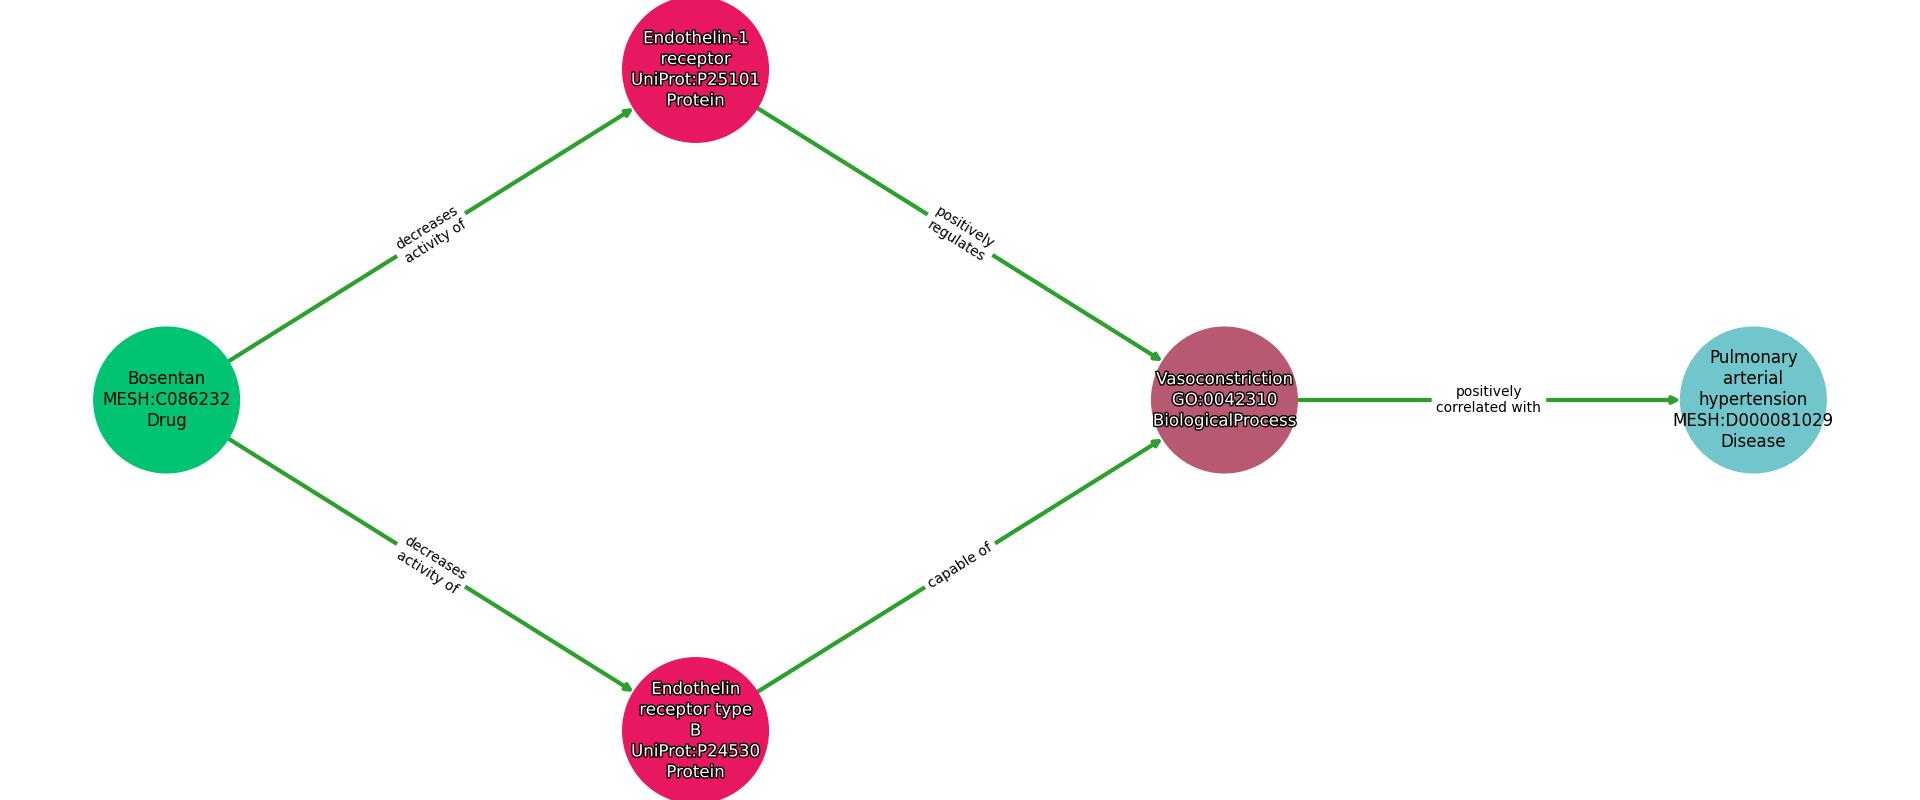 Endothelin-1
receptor
UniProt:P25101
Protein
decreases
activity of
positively
regulates
Bosentan
MESH:C086232
Drug
Vasoconstriction
GO:0042310
BiologicalProcess
positively
correlated with
Pulmonary
arterial
hypertension
MESH:D000081029
Disease
decreases
activity of
capable of
Endothelin
receptor type
B
UniProt:P24530
Protein